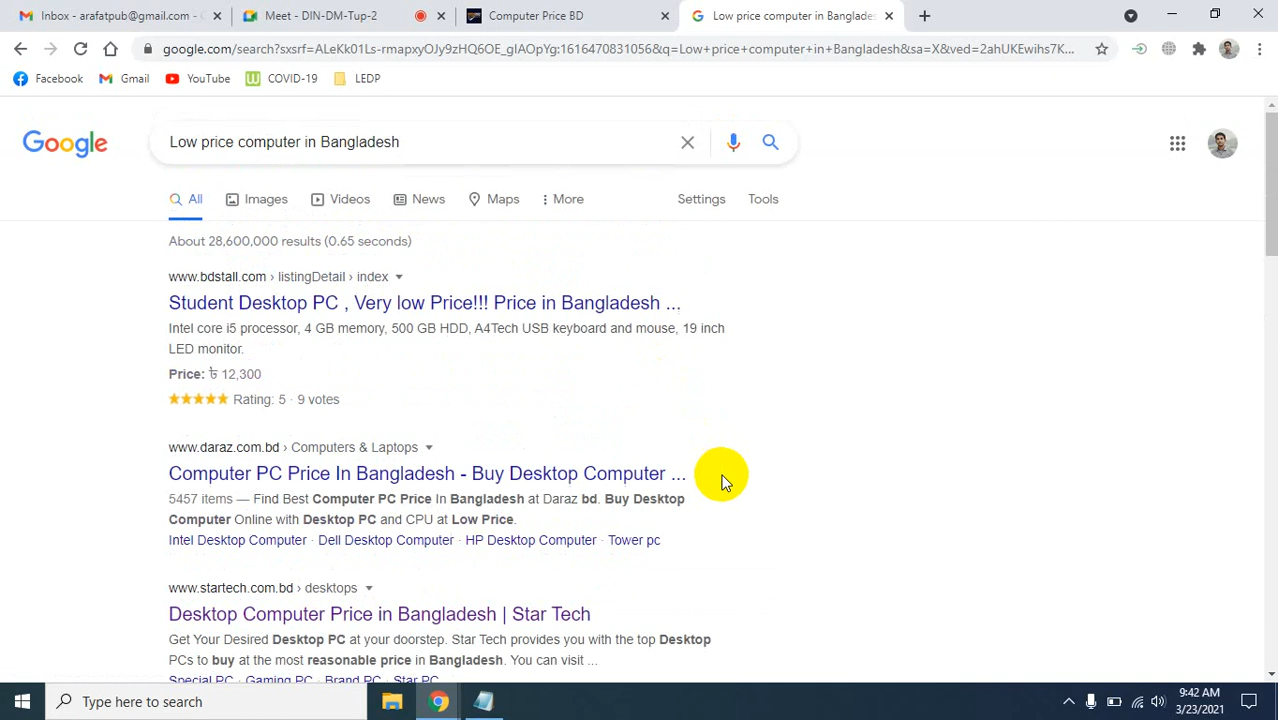 Inbox - arafatpub@gmail.com - G
Meet - DIN-DM-Tup-2
Computer Price BD
Low price computer in Banglades
google.com/search?sxsrf=ALeKk01Ls-rmapxyOJy9zHQ6OE_gIAOpYg:1616470831056&q=Low+price+computer+in+Bangladesh&sa=X&ved=2ahUKEwihs7K...
Facebook
Gmail
YouTube
COVID-19
LEDP
Google
Low price computer in Bangladesh
All
Images
Videos
News
Maps
More
Settings
Tools
About 28,600,000 results (0.65 seconds)
www.bdstall.com › listingDetail › index
Student Desktop PC , Very low Price!!! Price in Bangladesh ...
Intel core i5 processor, 4 GB memory, 500 GB HDD, A4Tech USB keyboard and mouse, 19 inch
LED monitor.
Price: ৳ 12,300
Rating: 5 · 9 votes
www.daraz.com.bd › Computers & Laptops
Computer PC Price In Bangladesh - Buy Desktop Computer ...
5457 items — Find Best Computer PC Price In Bangladesh at Daraz bd. Buy Desktop
Computer Online with Desktop PC and CPU at Low Price.
Intel Desktop Computer · Dell Desktop Computer · HP Desktop Computer · Tower pc
www.startech.com.bd › desktops
Desktop Computer Price in Bangladesh | Star Tech
Get Your Desired Desktop PC at your doorstep. Star Tech provides you with the top Desktop
PCs to buy at the most reasonable price in Bangladesh. You can visit ...
Special PC · Gaming PC · Brand PC · Star PC
Type here to search
9:42 AM
3/23/2021